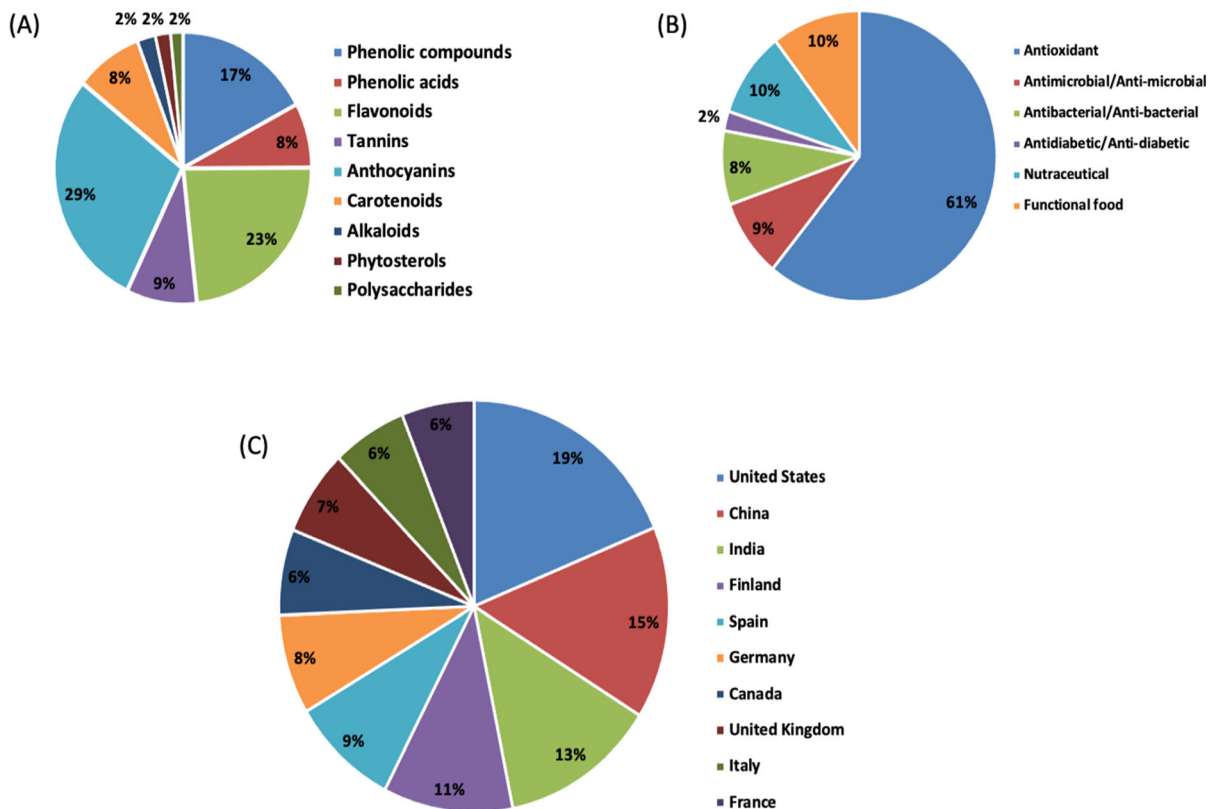 (A)
2% 2% 2%
17%
8%
23%
9%
29%
8%
Phenolic compounds
Phenolic acids
Flavonoids
Tannins
Anthocyanins
Carotenoids
Alkaloids
Phytosterols
Polysaccharides
(B)
10%
10%
2%
8%
9%
61%
Antioxidant
Antimicrobial/Anti-microbial
Antibacterial/Anti-bacterial
Antidiabetic/Anti-diabetic
Nutraceutical
Functional food
(C)
6%
19%
6%
7%
6%
15%
8%
9%
13%
11%
United States
China
India
Finland
Spain
Germany
Canada
United Kingdom
Italy
France